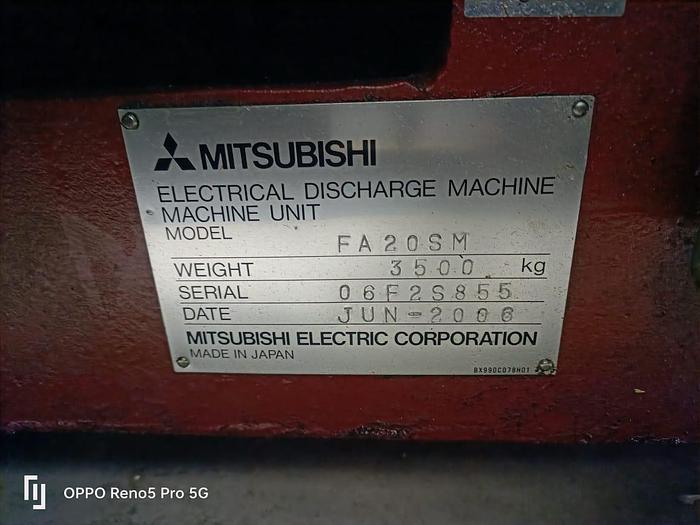 MITSUBISHI
ELECTRICAL DISCHARGE MACHINE
MACHINE UNIT
MODEL FA20SM
WEIGHT 3500 kg
SERIAL 06F2S855
DATE JUN-2006
MITSUBISHI ELECTRIC CORPORATION
MADE IN JAPAN
BX990C078H01
OPPO Reno5 Pro 5G